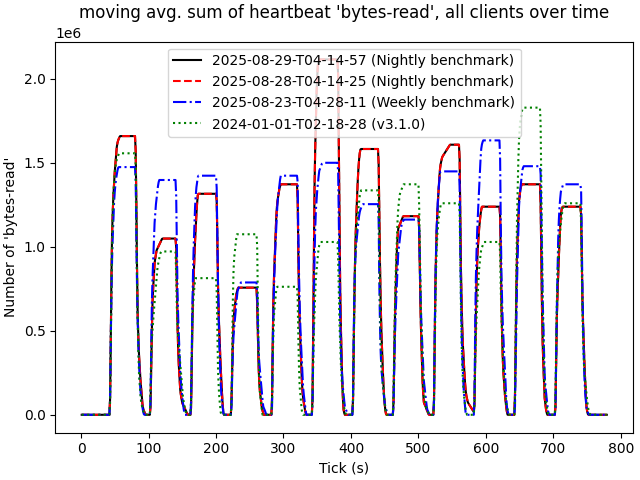 moving avg. sum of heartbeat 'bytes-read', all clients over time
1e6
2025-08-29-T04-14-57 (Nightly benchmark)
2025-08-28-T04-14-25 (Nightly benchmark)
2025-08-23-T04-28-11 (Weekly benchmark)
2024-01-01-T02-18-28 (v3.1.0)
Number of 'bytes-read'
2.0
1.5
1.0
0.5
0.0
0 100 200 300 400 500 600 700 800
Tick (s)